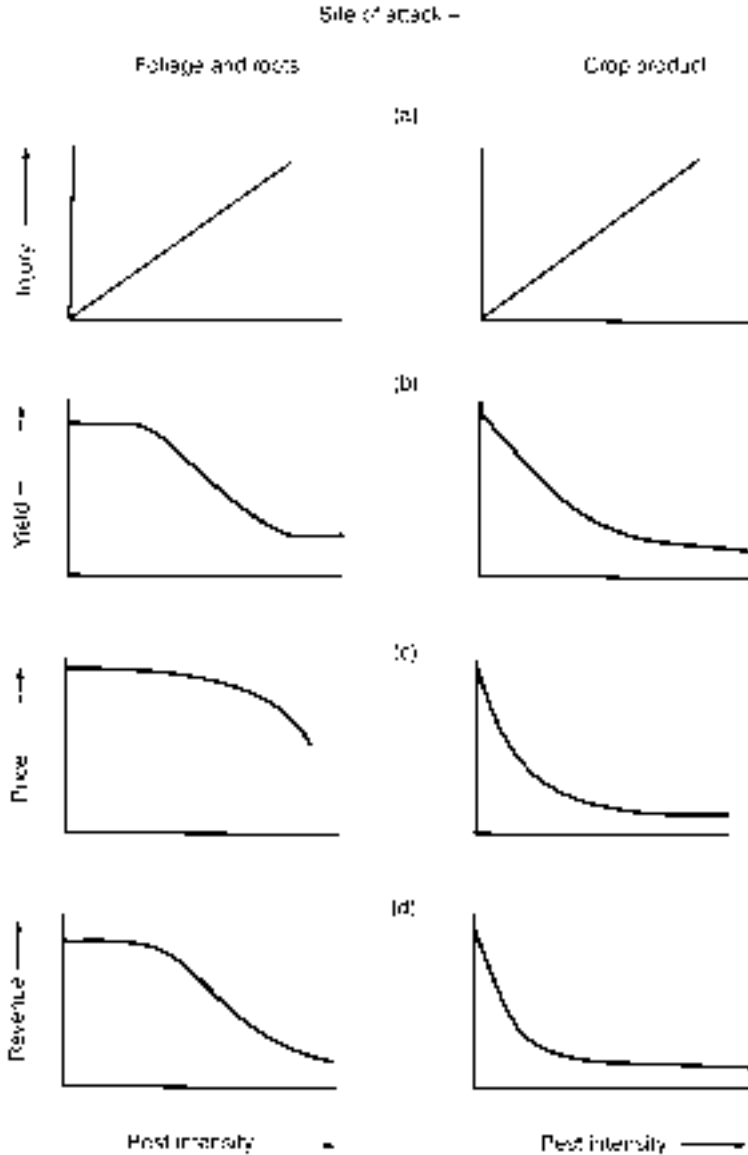 Site of attack –
Foliage and roots
Crop product
(a)
Injury
(b)
Yield –
(c)
Price
(d)
Revenue
Pest intensity
Pest intensity